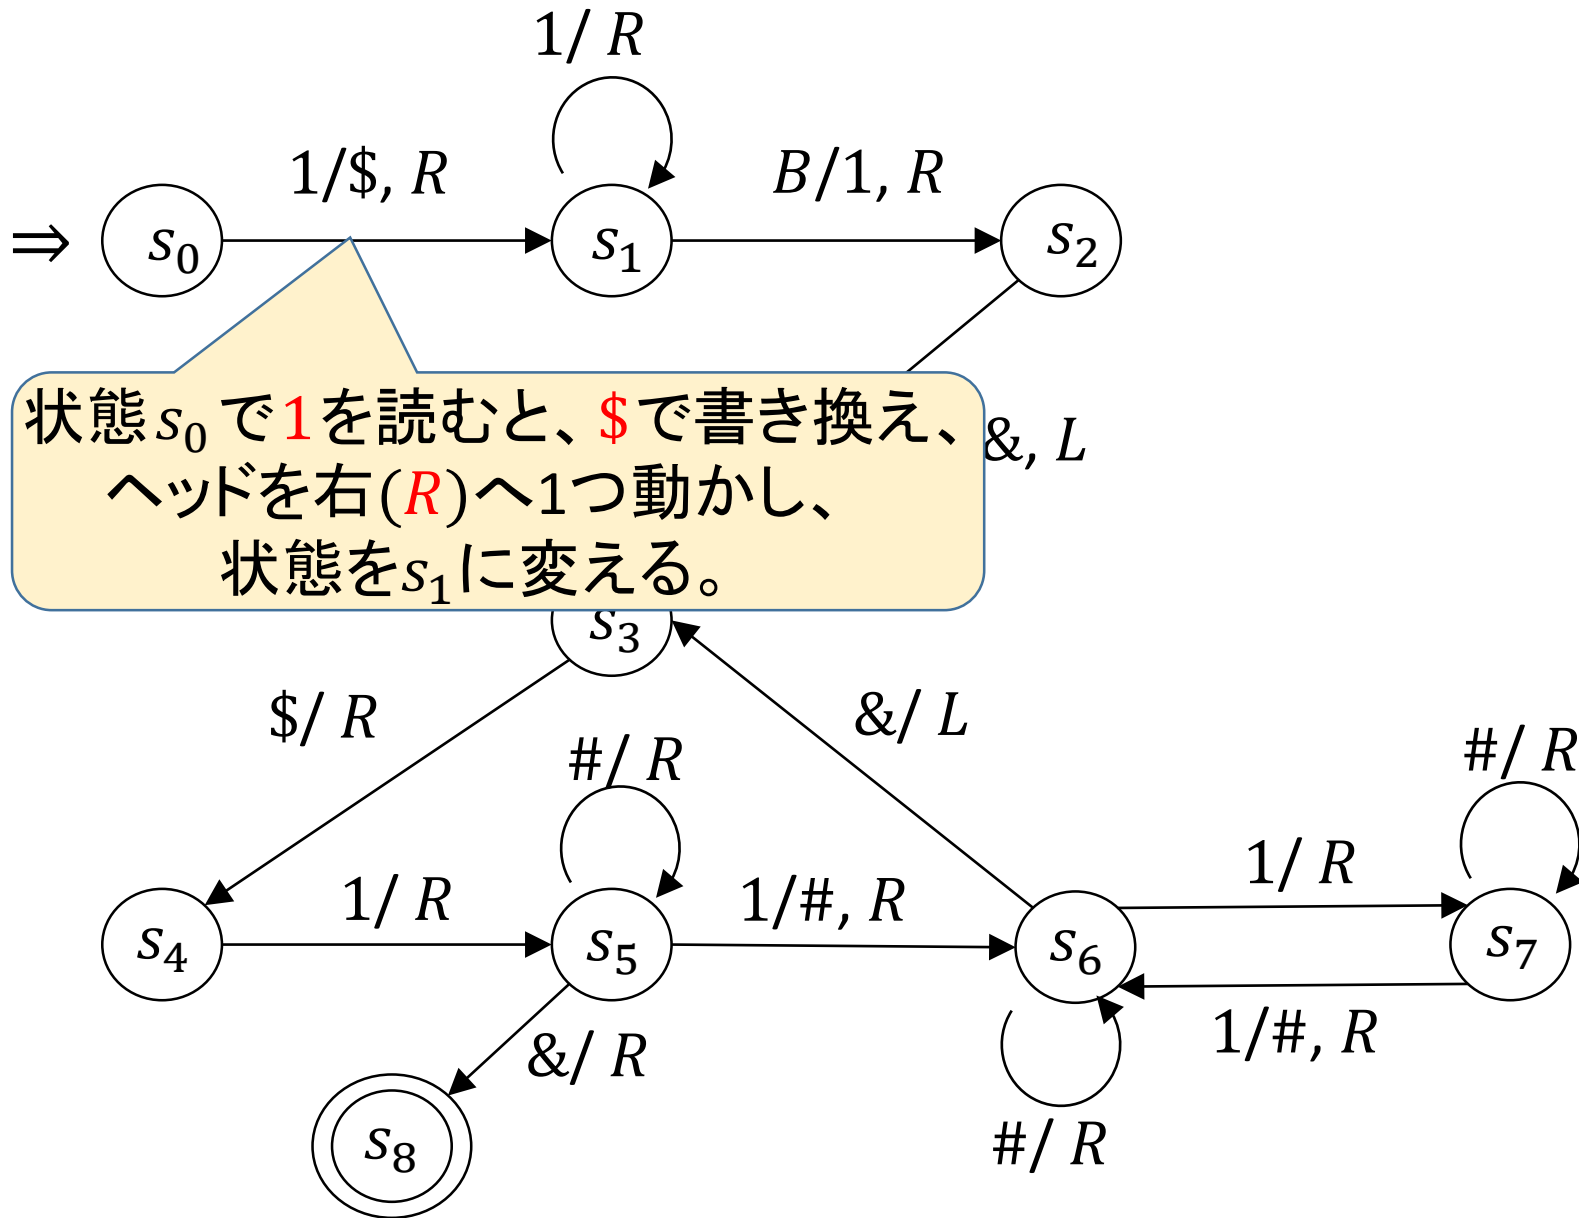 1/ R
1/$, R
B/1, R
⇒
s₀
s₁
s₂
状態s₀で1を読むと、$で書き換え、
ヘッドを右(R)へ1つ動かし、
状態をs₁に変える。
&, L
s₃
$/ R
&/ L
#/ R
#/ R
1/ R
1/#, R
1/ R
s₄
s₅
s₆
s₇
1/#, R
&/ R
#/ R
s₈